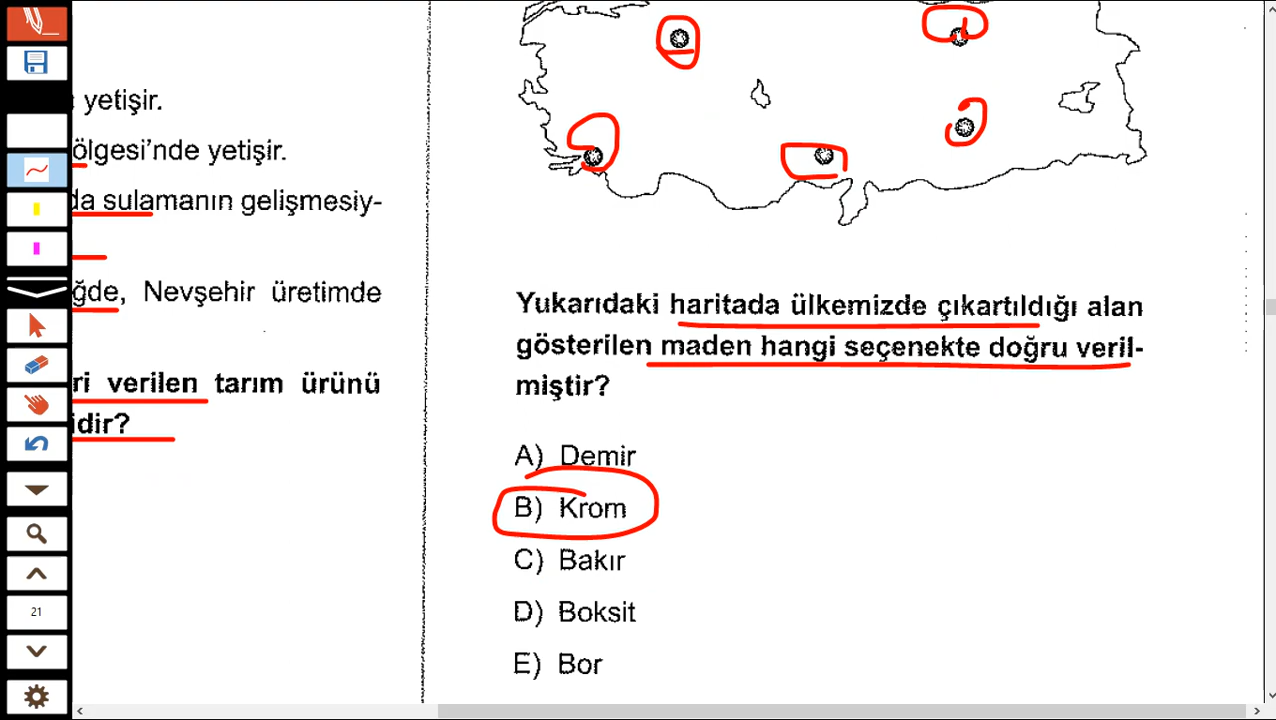 yetişir.
ölgesi'nde yetişir.
da sulamanın gelişmesiy-
ğde, Nevşehir üretimde
ri verilen tarım ürünü
idir?
Yukarıdaki haritada ülkemizde çıkartıldığı alan
gösterilen maden hangi seçenekte doğru veril-
miştir?
A) Demir
B) Krom
C) Bakır
D) Boksit
E) Bor
21